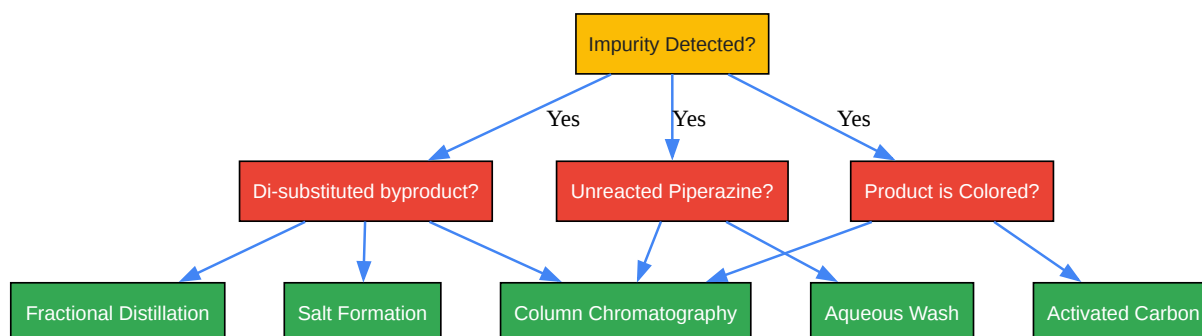 Impurity Detected?
Yes
Yes
Yes
Di-substituted byproduct?
Unreacted Piperazine?
Product is Colored?
Fractional Distillation
Salt Formation
Column Chromatography
Aqueous Wash
Activated Carbon